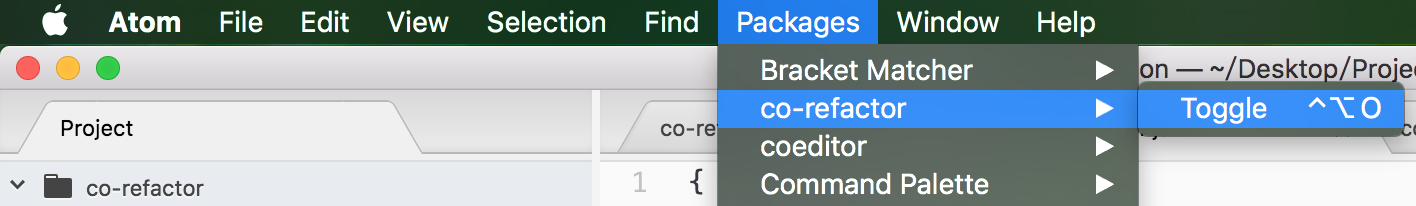 Atom File Edit View Selection Find Packages Window Help
Bracket Matcher
on — ~/Desktop/Projec
co-refactor
Toggle ^⌥O
Project
co-re
coeditor
co-refactor
1 {
Command Palette